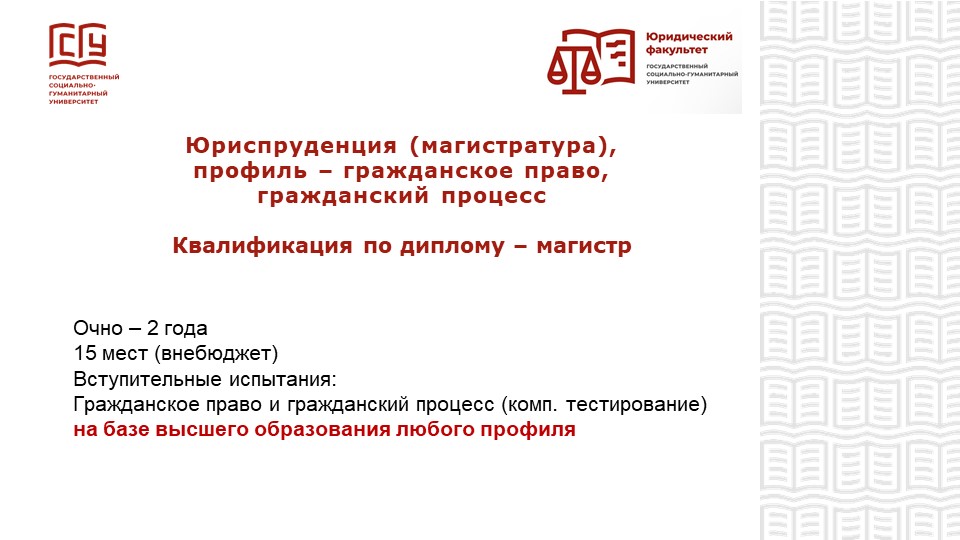 ГСГУ
ГОСУДАРСТВЕННЫЙ
СОЦИАЛЬНО-
ГУМАНИТАРНЫЙ
УНИВЕРСИТЕТ
Юридический
факультет
ГОСУДАРСТВЕННЫЙ
СОЦИАЛЬНО-ГУМАНИТАРНЫЙ
УНИВЕРСИТЕТ
Юриспруденция (магистратура),
профиль – гражданское право,
гражданский процесс
Квалификация по диплому – магистр
Очно – 2 года
15 мест (внебюджет)
Вступительные испытания:
Гражданское право и гражданский процесс (комп. тестирование)
на базе высшего образования любого профиля